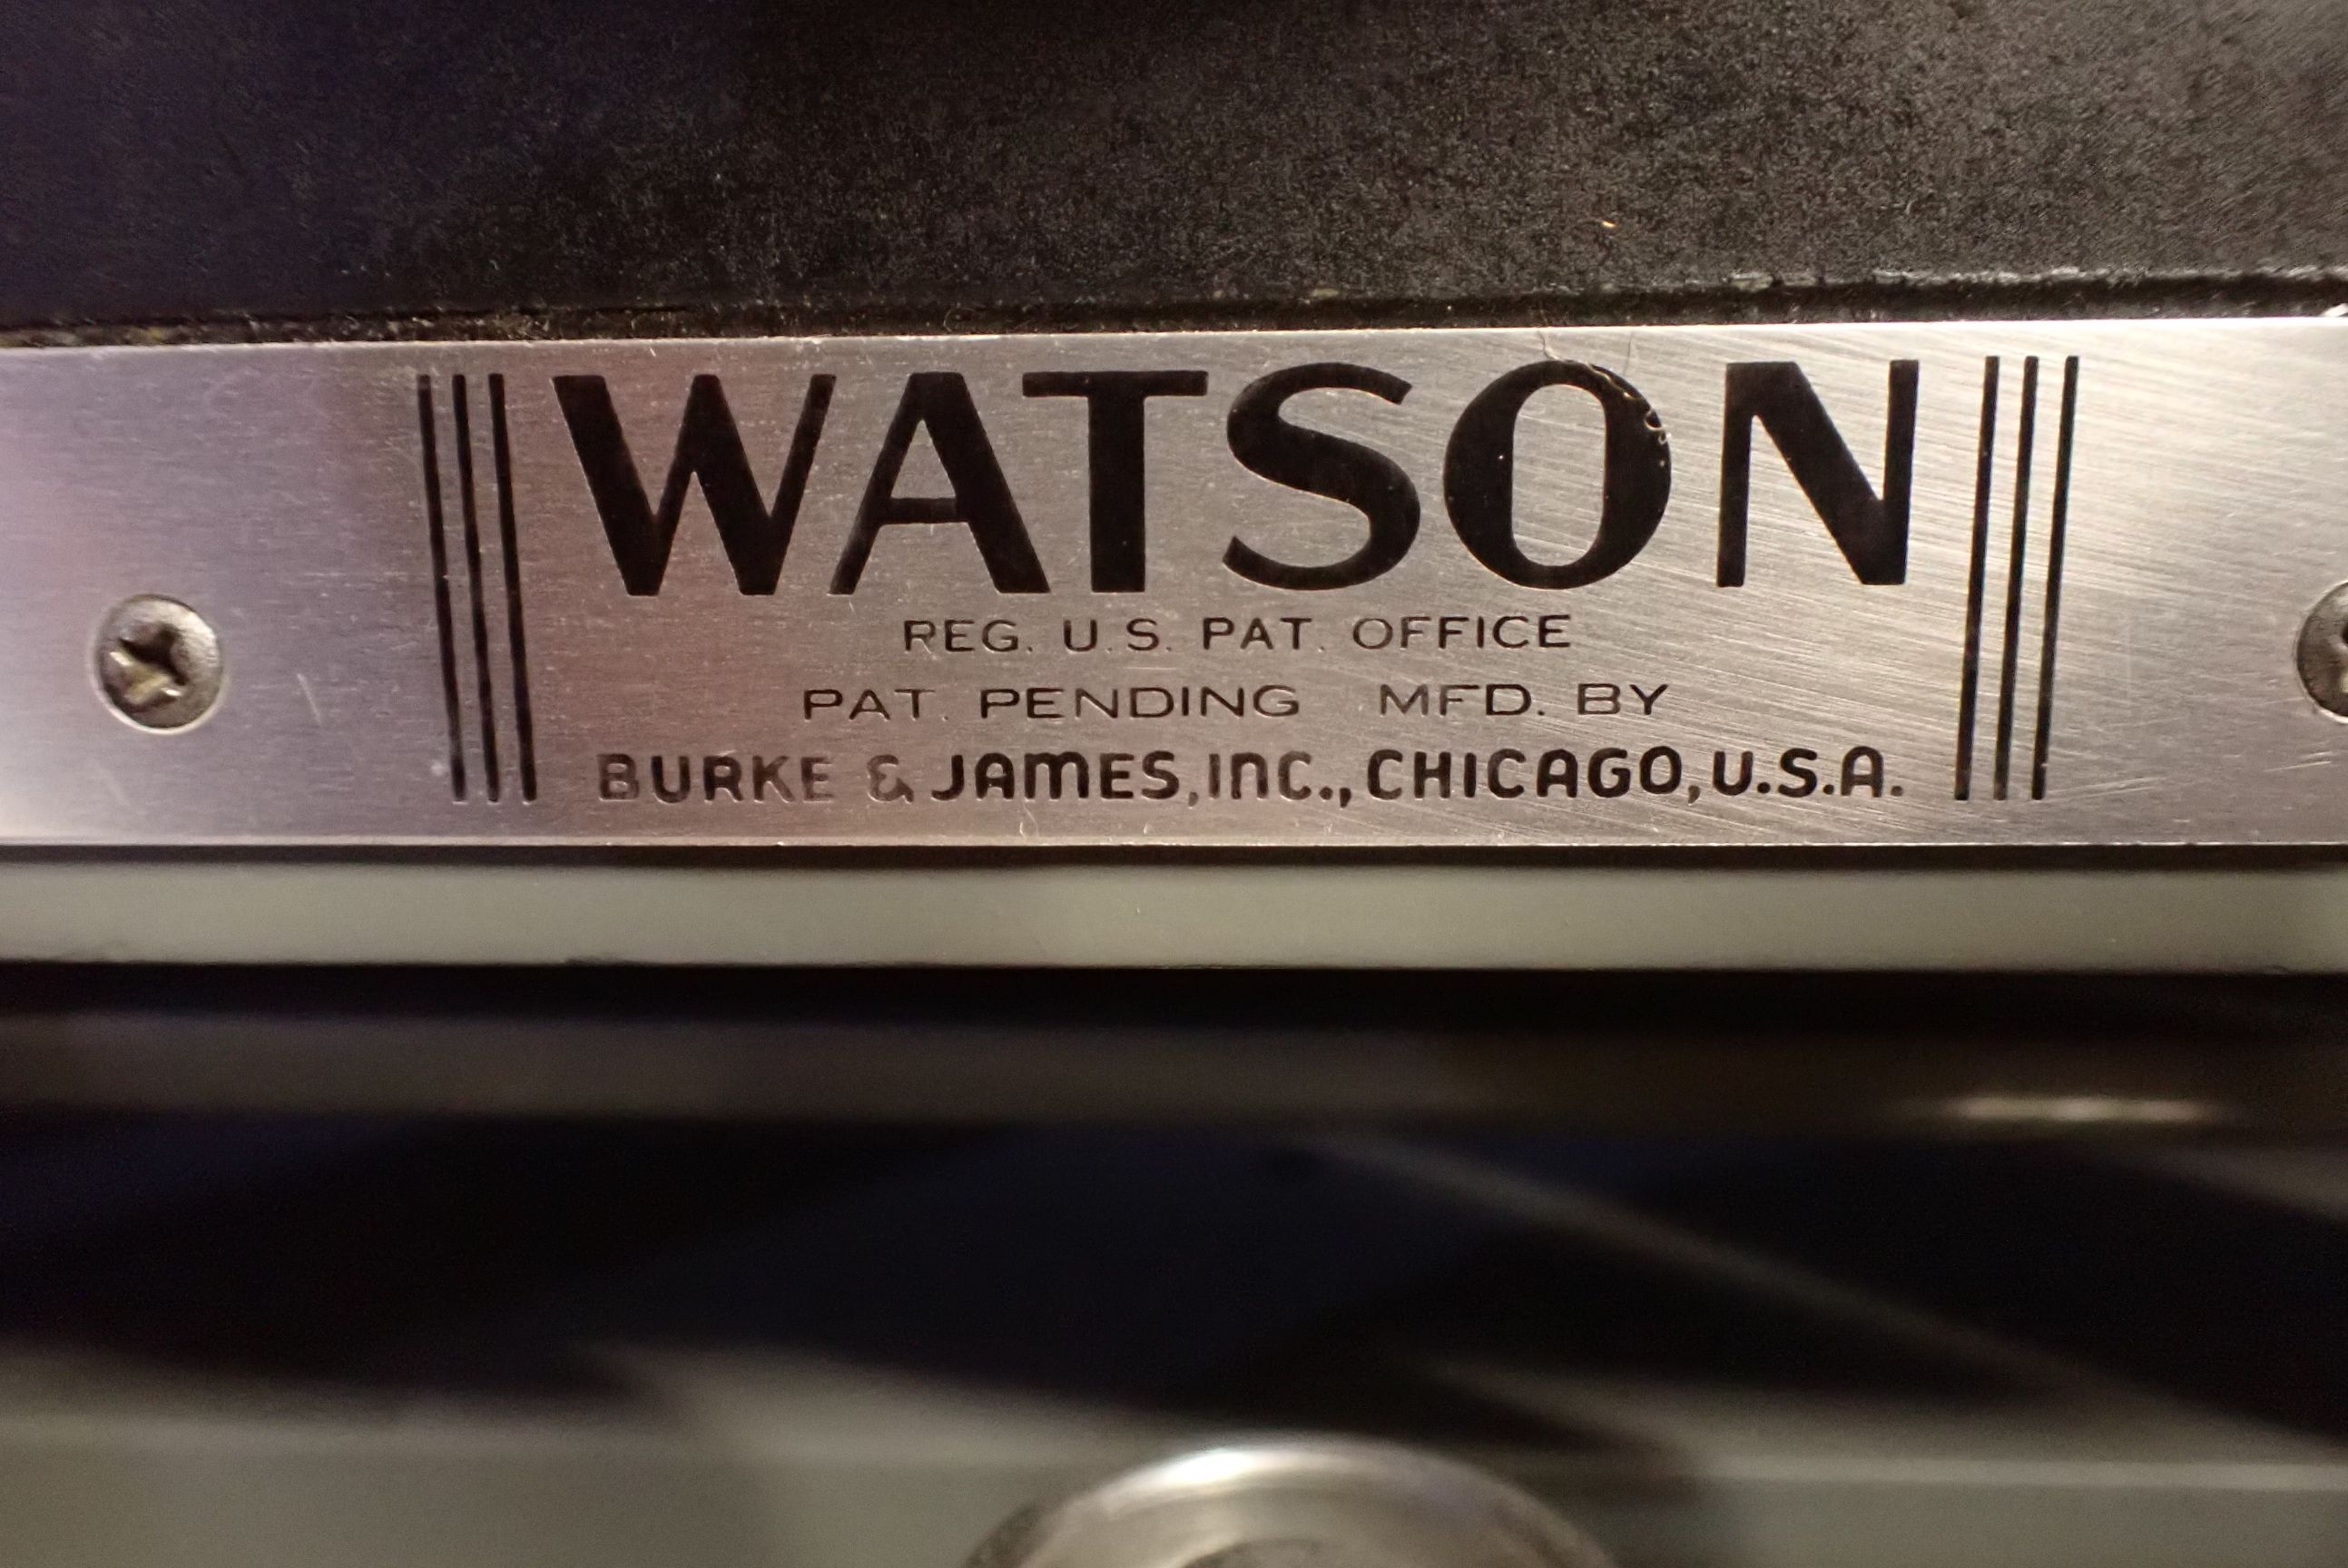 WATSON
REG. U.S. PAT. OFFICE
PAT. PENDING MFD. BY
BURKE & JAMES, INC., CHICAGO, U.S.A.